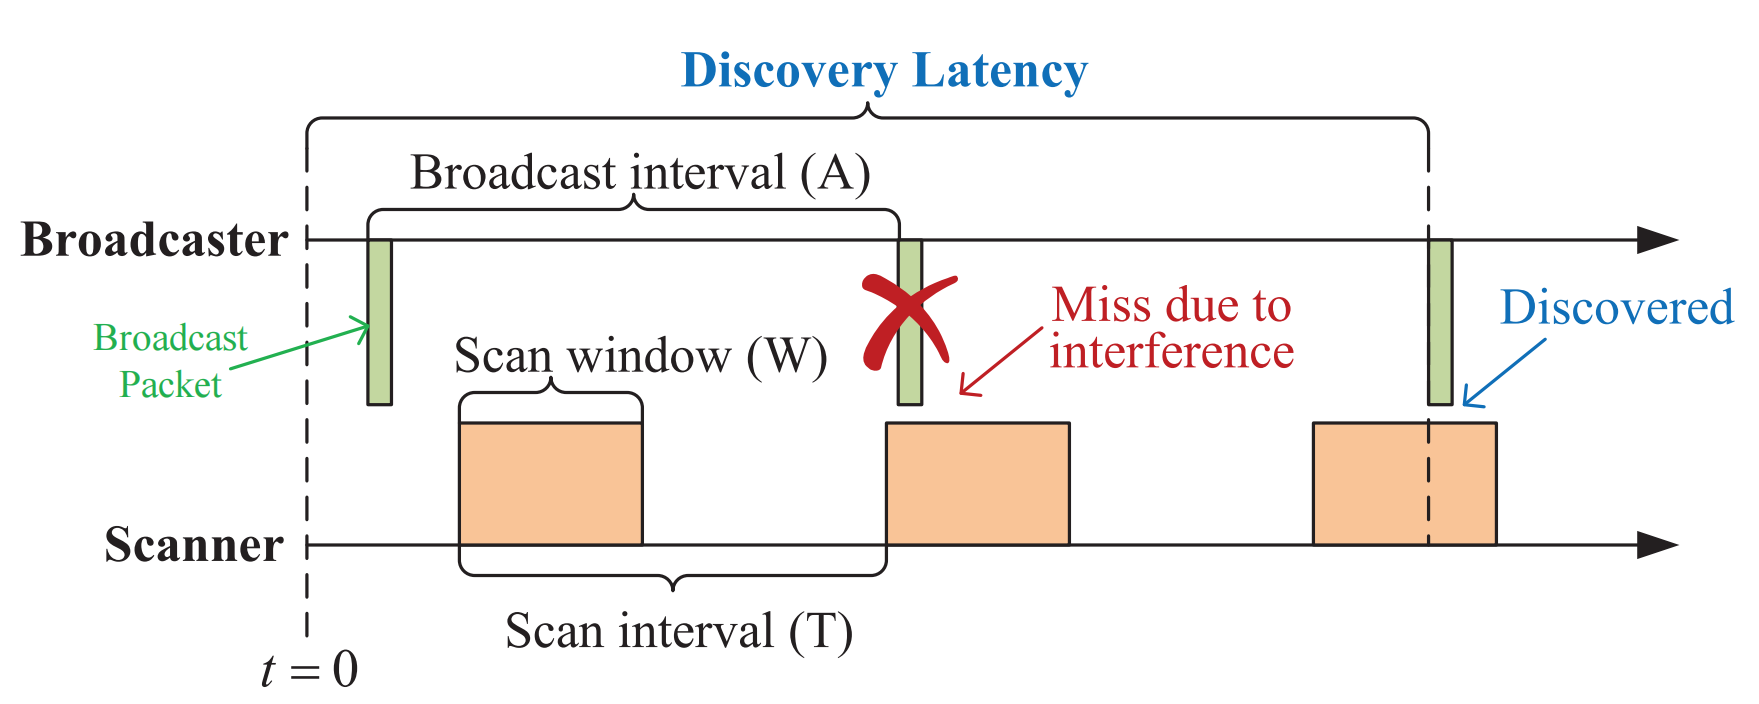 Discovery Latency
Broadcast interval (A)
Broadcaster
Broadcast
Packet
Scan window (W)
Miss due to
interference
Discovered
Scanner
Scan interval (T)
t = 0